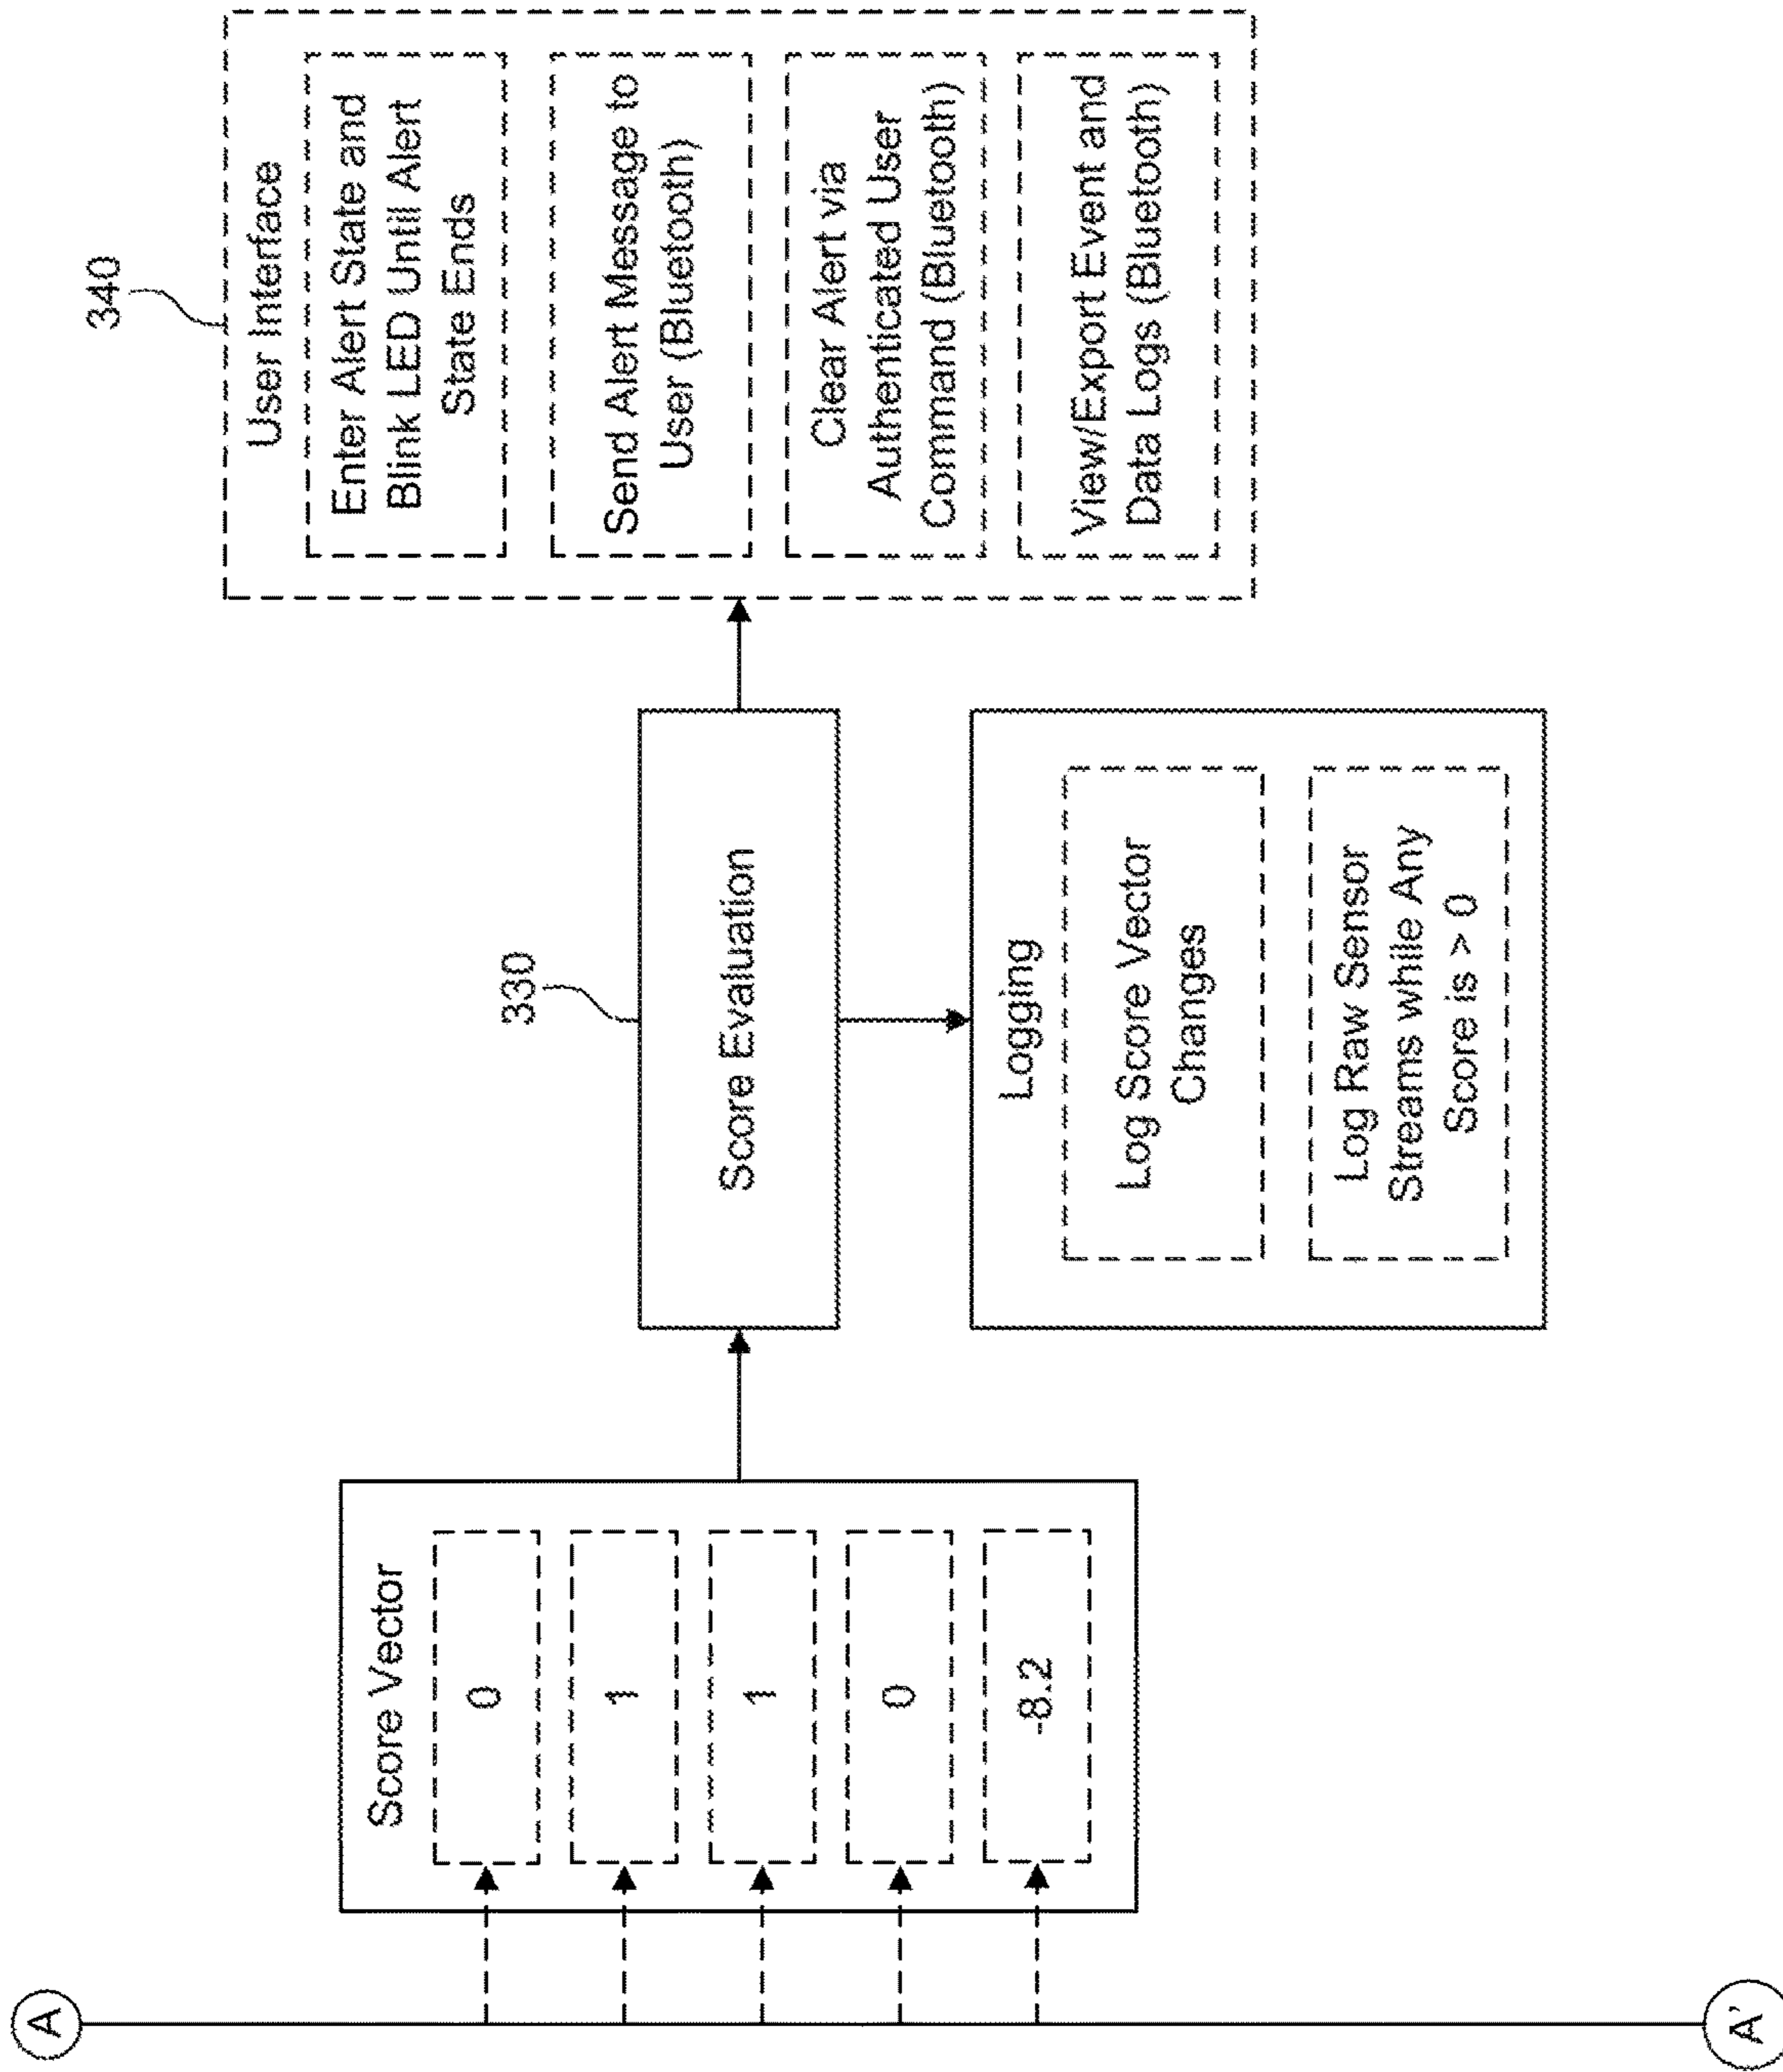 A
Score Vector
0
1
1
0
-8.2
A'
330
Score Evaluation
Logging
Log Score Vector
Changes
Log Raw Sensor
Streams while Any
Score is > 0
340
User Interface
Enter Alert State and
Blink LED Until Alert
State Ends
Send Alert Message to
User (Bluetooth)
Clear Alert via
Authenticated User
Command (Bluetooth)
View/Export Event and
Data Logs (Bluetooth)